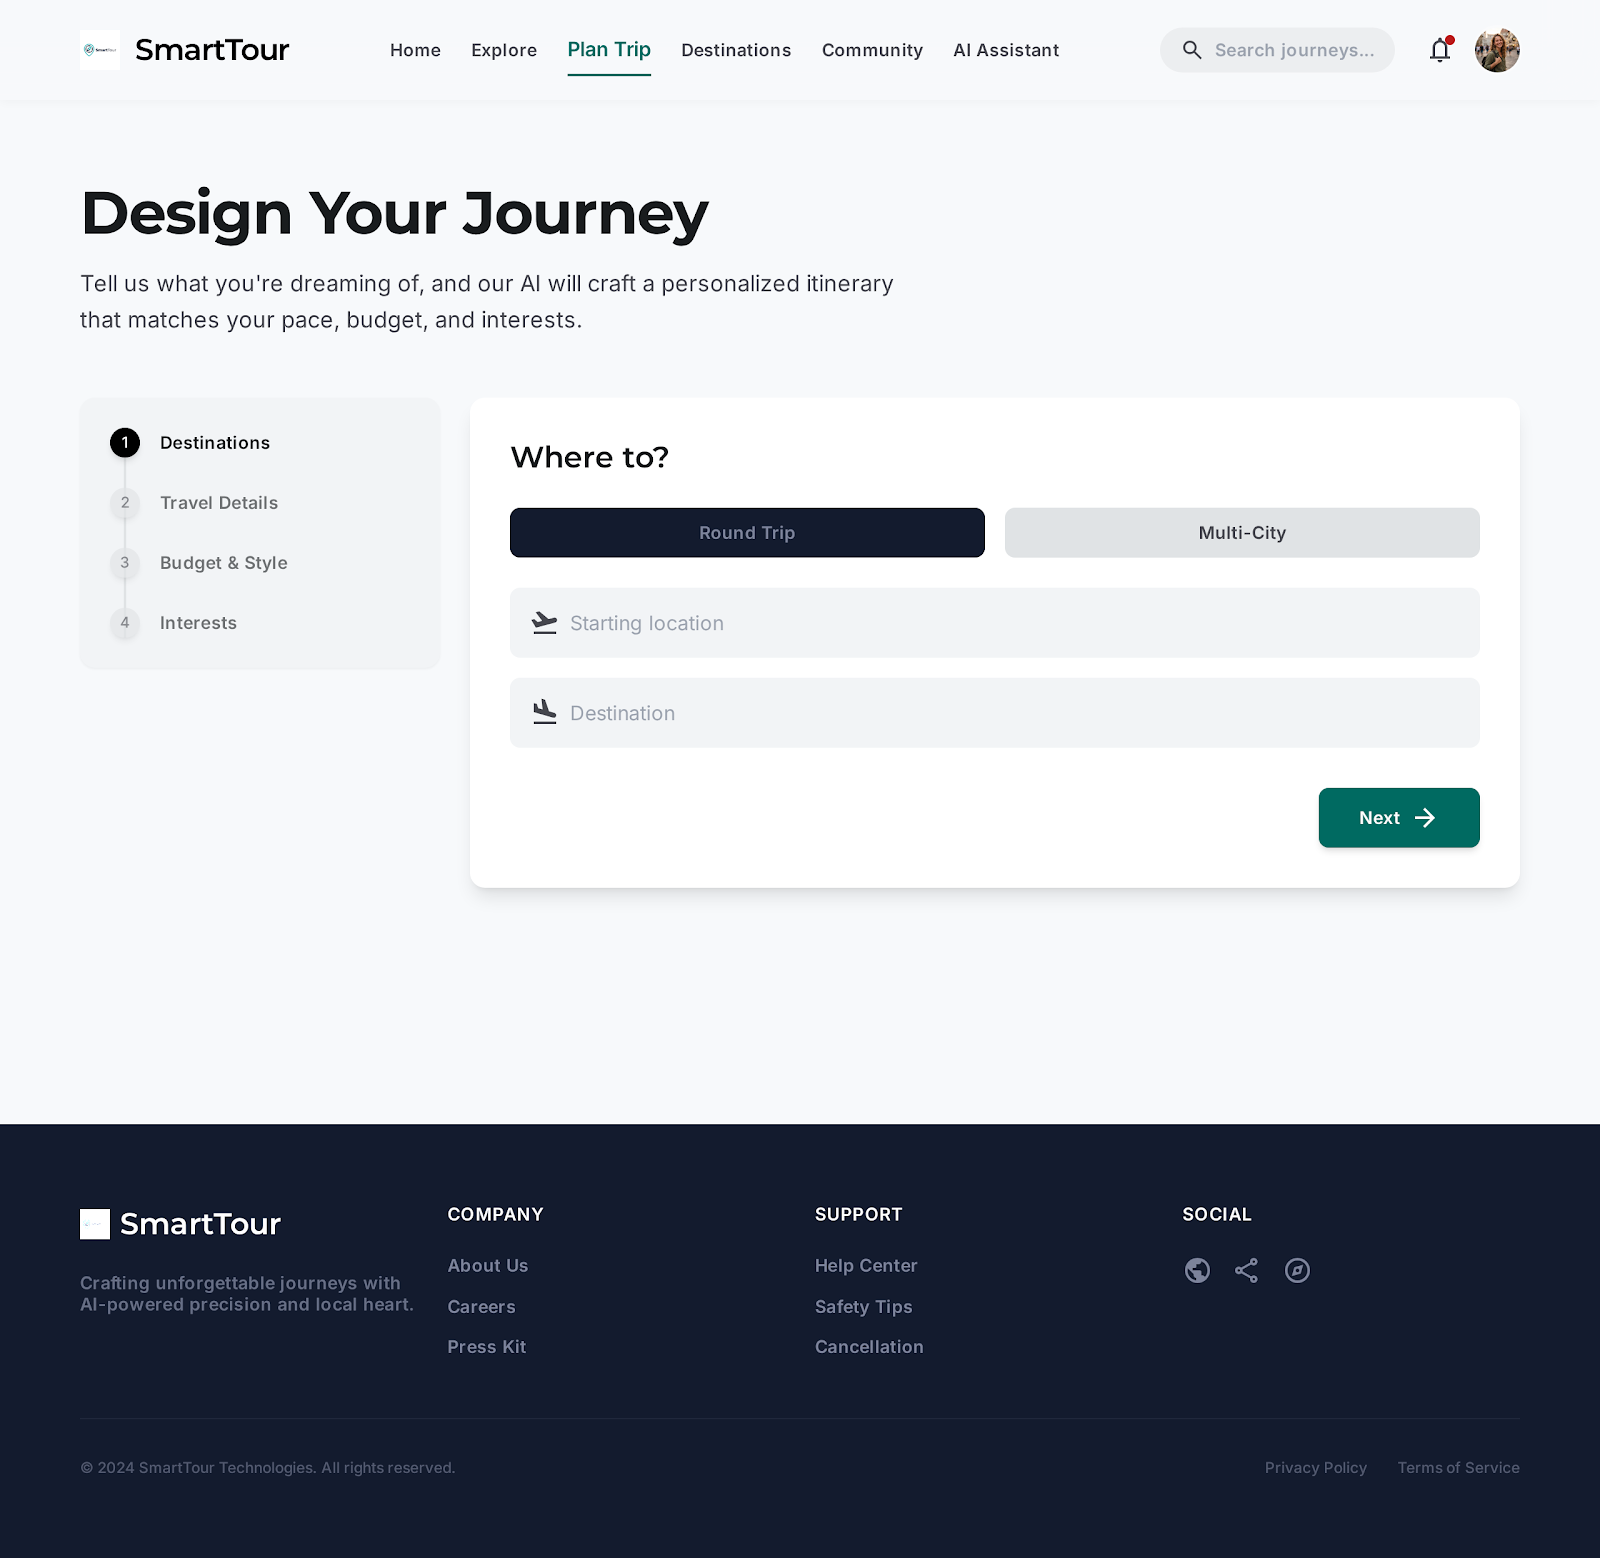 SmartTour
Home
Explore
Plan Trip
Destinations
Community
AI Assistant
Search journeys...
Design Your Journey
Tell us what you're dreaming of, and our AI will craft a personalized itinerary
that matches your pace, budget, and interests.
1 Destinations
2 Travel Details
3 Budget & Style
4 Interests
Where to?
Round Trip
Multi-City
Starting location
Destination
Next
SmartTour
Crafting unforgettable journeys with
AI-powered precision and local heart.
COMPANY
About Us
Careers
Press Kit
SUPPORT
Help Center
Safety Tips
Cancellation
SOCIAL
© 2024 SmartTour Technologies. All rights reserved.
Privacy Policy
Terms of Service